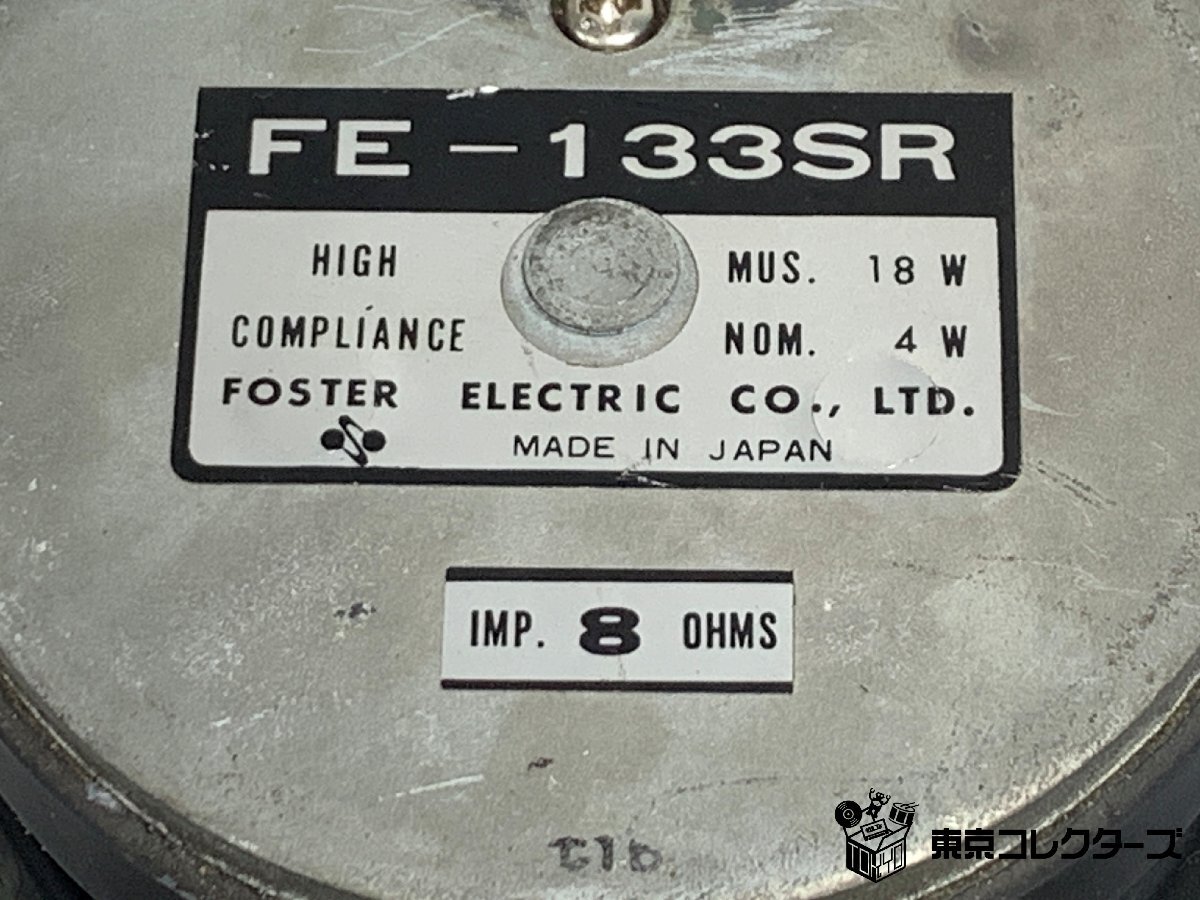 FE-133SR
HIGH MUS. 18 W
COMPLIANCE NOM. 4 W
FOSTER ELECTRIC CO., LTD.
MADE IN JAPAN
IMP. 8 OHMS
東京コレクターズ
TOKYO